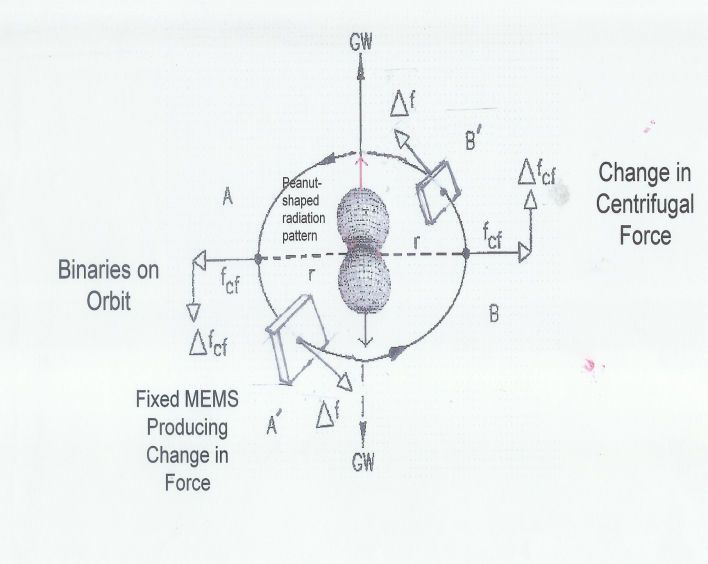 GW
Δf
B'
Δfcf
Change in
Centrifugal
Force
Peanut-
shaped
radiation
pattern
A
r
fcf
fcf
Binaries on
Orbit
r
B
Δfcf
Fixed MEMS
Producing
Change in
Force
A'
Δf
GW